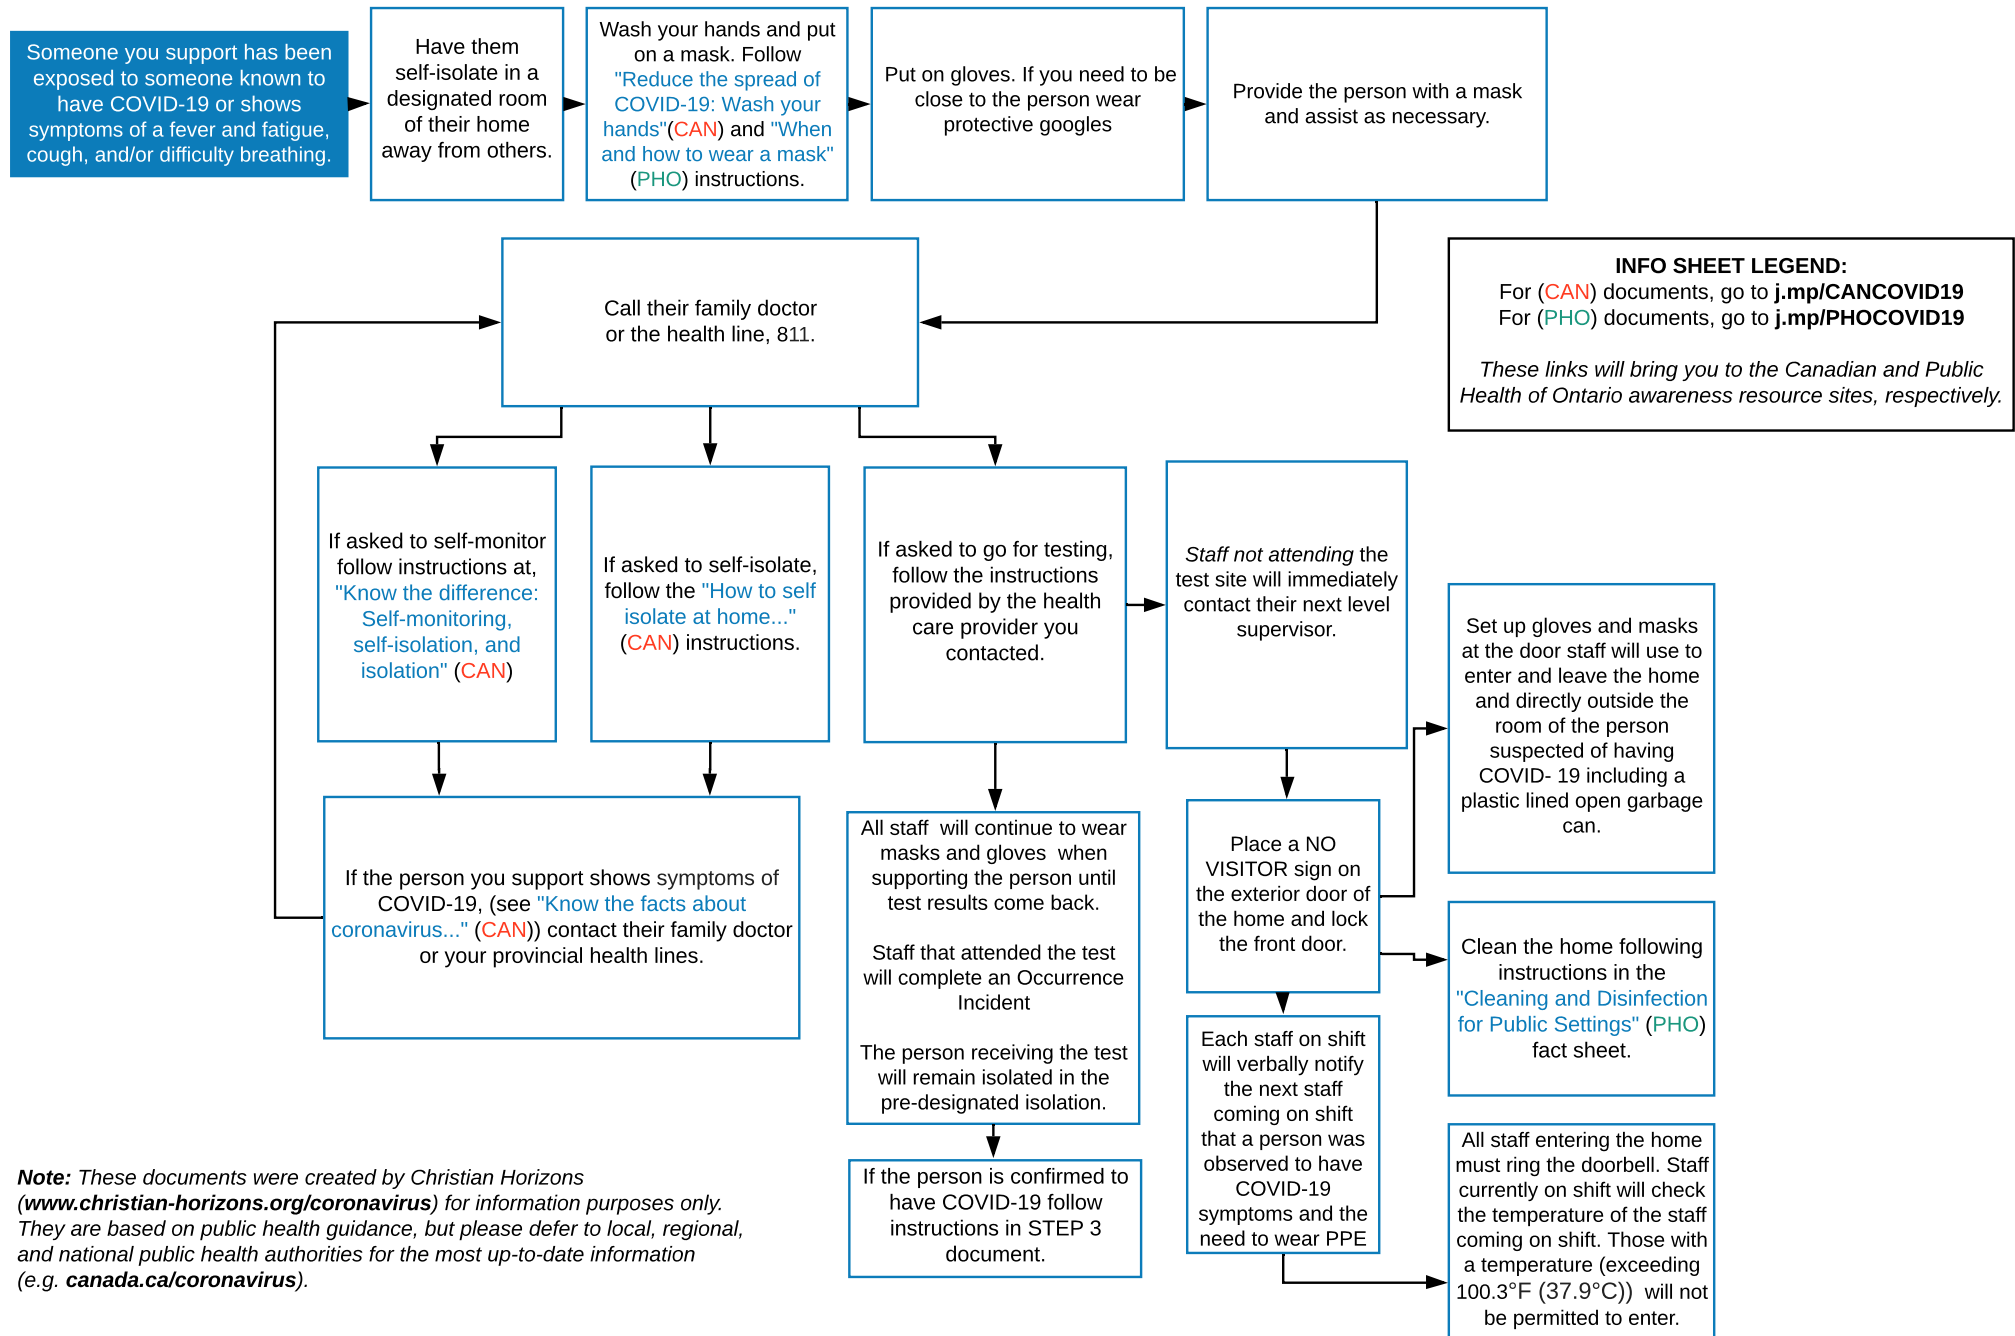 Someone you support has been
exposed to someone known to
have COVID-19 or shows
symptoms of a fever and fatigue,
cough, and/or difficulty breathing.
Have them
self-isolate in a
designated room
of their home
away from others.
Wash your hands and put
on a mask. Follow
"Reduce the spread of
COVID-19: Wash your
hands"(CAN) and "When
and how to wear a mask"
(PHO) instructions.
Put on gloves. If you need to be
close to the person wear
protective googles
Provide the person with a mask
and assist as necessary.
Call their family doctor
or the health line, 811.
INFO SHEET LEGEND:
For (CAN) documents, go to j.mp/CANCOVID19
For (PHO) documents, go to j.mp/PHOCOVID19
These links will bring you to the Canadian and Public
Health of Ontario awareness resource sites, respectively.
If asked to self-monitor
follow instructions at,
"Know the difference:
Self-monitoring,
self-isolation, and
isolation" (CAN)
If asked to self-isolate,
follow the "How to self
isolate at home..."
(CAN) instructions.
If asked to go for testing,
follow the instructions
provided by the health
care provider you
contacted.
Staff not attending the
test site will immediately
contact their next level
supervisor.
Set up gloves and masks
at the door staff will use to
enter and leave the home
and directly outside the
room of the person
suspected of having
COVID- 19 including a
plastic lined open garbage
can.
If the person you support shows symptoms of
COVID-19, (see "Know the facts about
coronavirus..." (CAN)) contact their family doctor
or your provincial health lines.
All staff will continue to wear
masks and gloves when
supporting the person until
test results come back.
Staff that attended the test
will complete an Occurrence
Incident
The person receiving the test
will remain isolated in the
pre-designated isolation.
Place a NO
VISITOR sign on
the exterior door of
the home and lock
the front door.
Clean the home following
instructions in the
"Cleaning and Disinfection
for Public Settings" (PHO)
fact sheet.
Each staff on shift
will verbally notify
the next staff
coming on shift
that a person was
observed to have
COVID-19
symptoms and the
need to wear PPE
All staff entering the home
must ring the doorbell. Staff
currently on shift will check
the temperature of the staff
coming on shift. Those with
a temperature (exceeding
100.3°F (37.9°C)) will not
be permitted to enter.
If the person is confirmed to
have COVID-19 follow
instructions in STEP 3
document.
Note: These documents were created by Christian Horizons
(www.christian-horizons.org/coronavirus) for information purposes only.
They are based on public health guidance, but please defer to local, regional,
and national public health authorities for the most up-to-date information
(e.g. canada.ca/coronavirus).